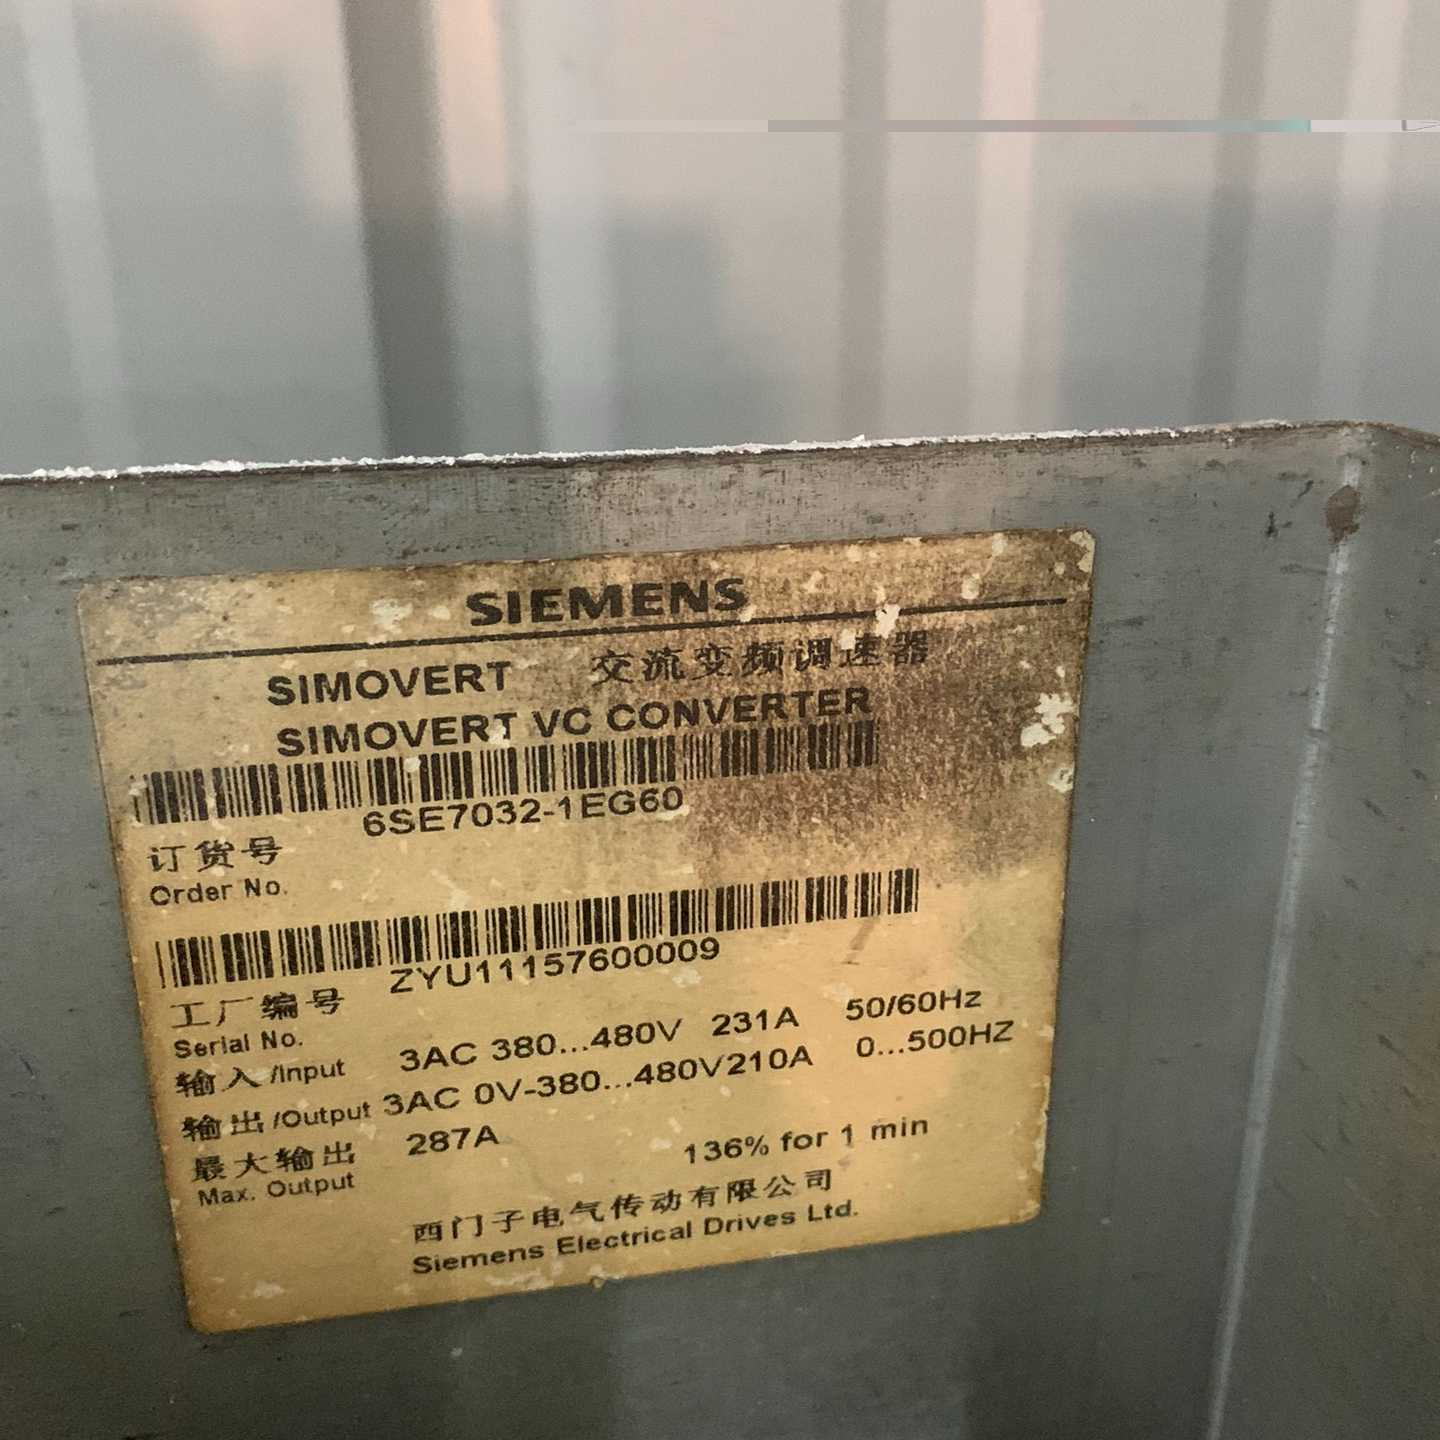 SIEMENS
SIMOVERT 交流变频调速器
SIMOVERT VC CONVERTER
6SE7032-1EG60
订货号
Order No.
ZYU11157600009
工厂编号
Serial No.
输入/Input 3AC 380...480V 231A 50/60Hz
输出/Output 3AC 0V-380...480V210A 0...500HZ
最大输出 287A 136% for 1 min
Max. Output
西门子电气传动有限公司
Siemens Electrical Drives Ltd.